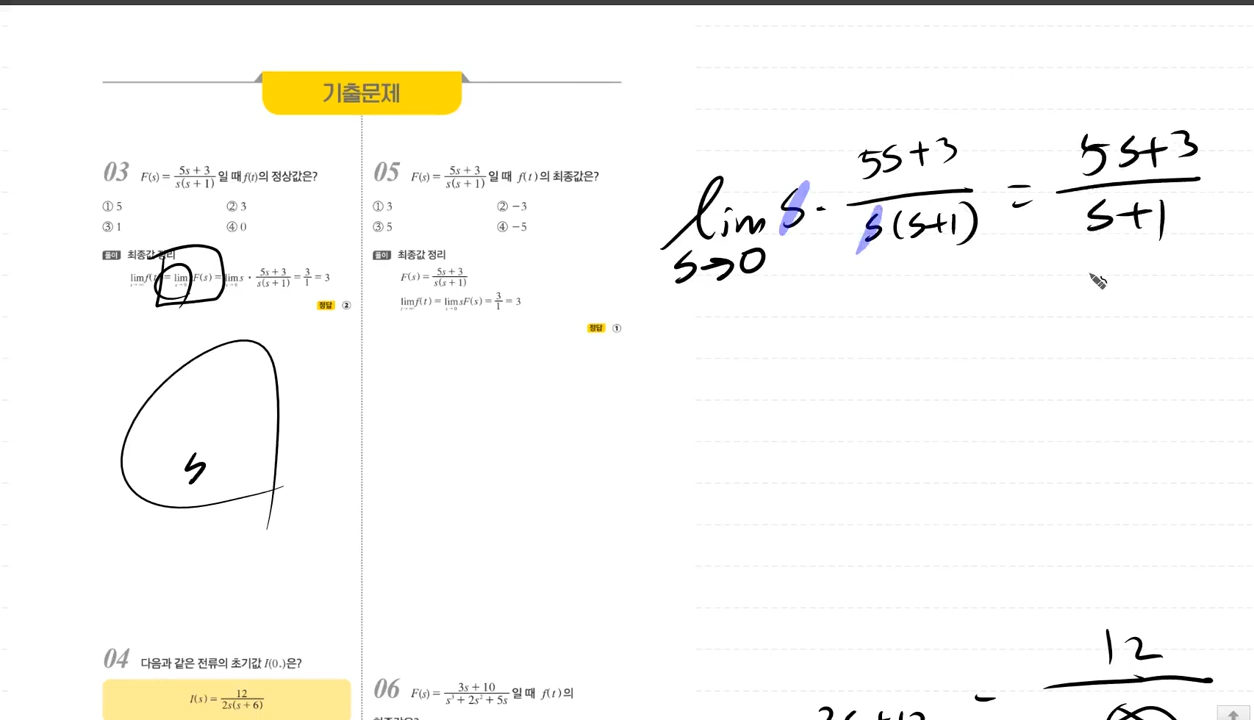 기출문제
03 F(s) = (5s + 3)/(s(s + 1)) 일 때 f(t)의 정상값은?
① 5 ② 3
③ 1 ④ 0
풀이 최종값 정리
lim f(t) = lim F(s) = lim s · (5s + 3)/(s(s + 1)) = 3/1 = 3
정답 ②
s
04 다음과 같은 전류의 초기값 I(0₊)은?
I(s) = 12/(2s(s + 6))
05 F(s) = (5s + 3)/(s(s + 1)) 일 때 f(t)의 최종값은?
① 3 ② −3
③ 5 ④ −5
풀이 최종값 정리
F(s) = (5s + 3)/(s(s + 1))
lim f(t) = lim sF(s) = 3/1 = 3
정답 ①
06 F(s) = (3s + 10)/(s³ + 2s² + 5s) 일 때 f(t)의
lim s→0 s · (5s+3)/(s(s+1)) = (5s+3)/(s+1)
12